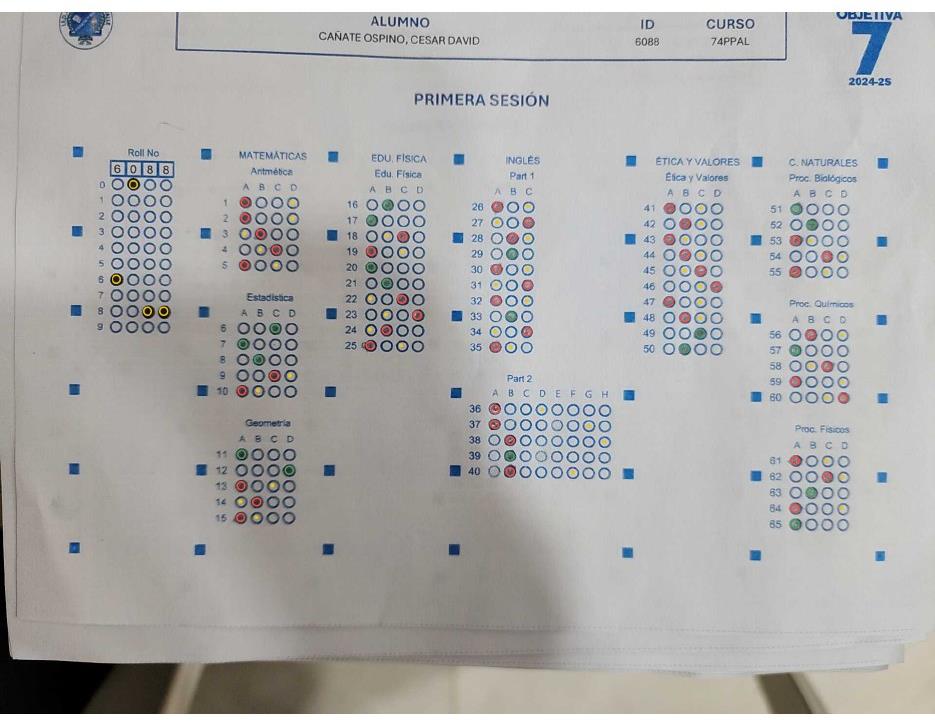 ALUMNO ID CURSO OBJETIVA
CAÑATE OSPINO, CESAR DAVID 6088 74PPAL 7
2024-25
PRIMERA SESIÓN
Roll No
6 0 8 8
0
1
2
3
4
5
6
7
8
9
MATEMÁTICAS
Aritmética
A B C D
1
2
3
4
5
Estadística
A B C D
6
7
8
9
10
Geometría
A B C D
11
12
13
14
15
EDU. FÍSICA
Edu. Física
A B C D
16
17
18
19
20
21
22
23
24
25
INGLÉS
Part 1
A B C
26
27
28
29
30
31
32
33
34
35
Part 2
A B C D E F G H
36
37
38
39
40
ÉTICA Y VALORES
Ética y Valores
A B C D
41
42
43
44
45
46
47
48
49
50
C. NATURALES
Proc. Biológicos
A B C D
51
52
53
54
55
Proc. Químicos
A B C D
56
57
58
59
60
Proc. Físicos
A B C D
61
62
63
64
65